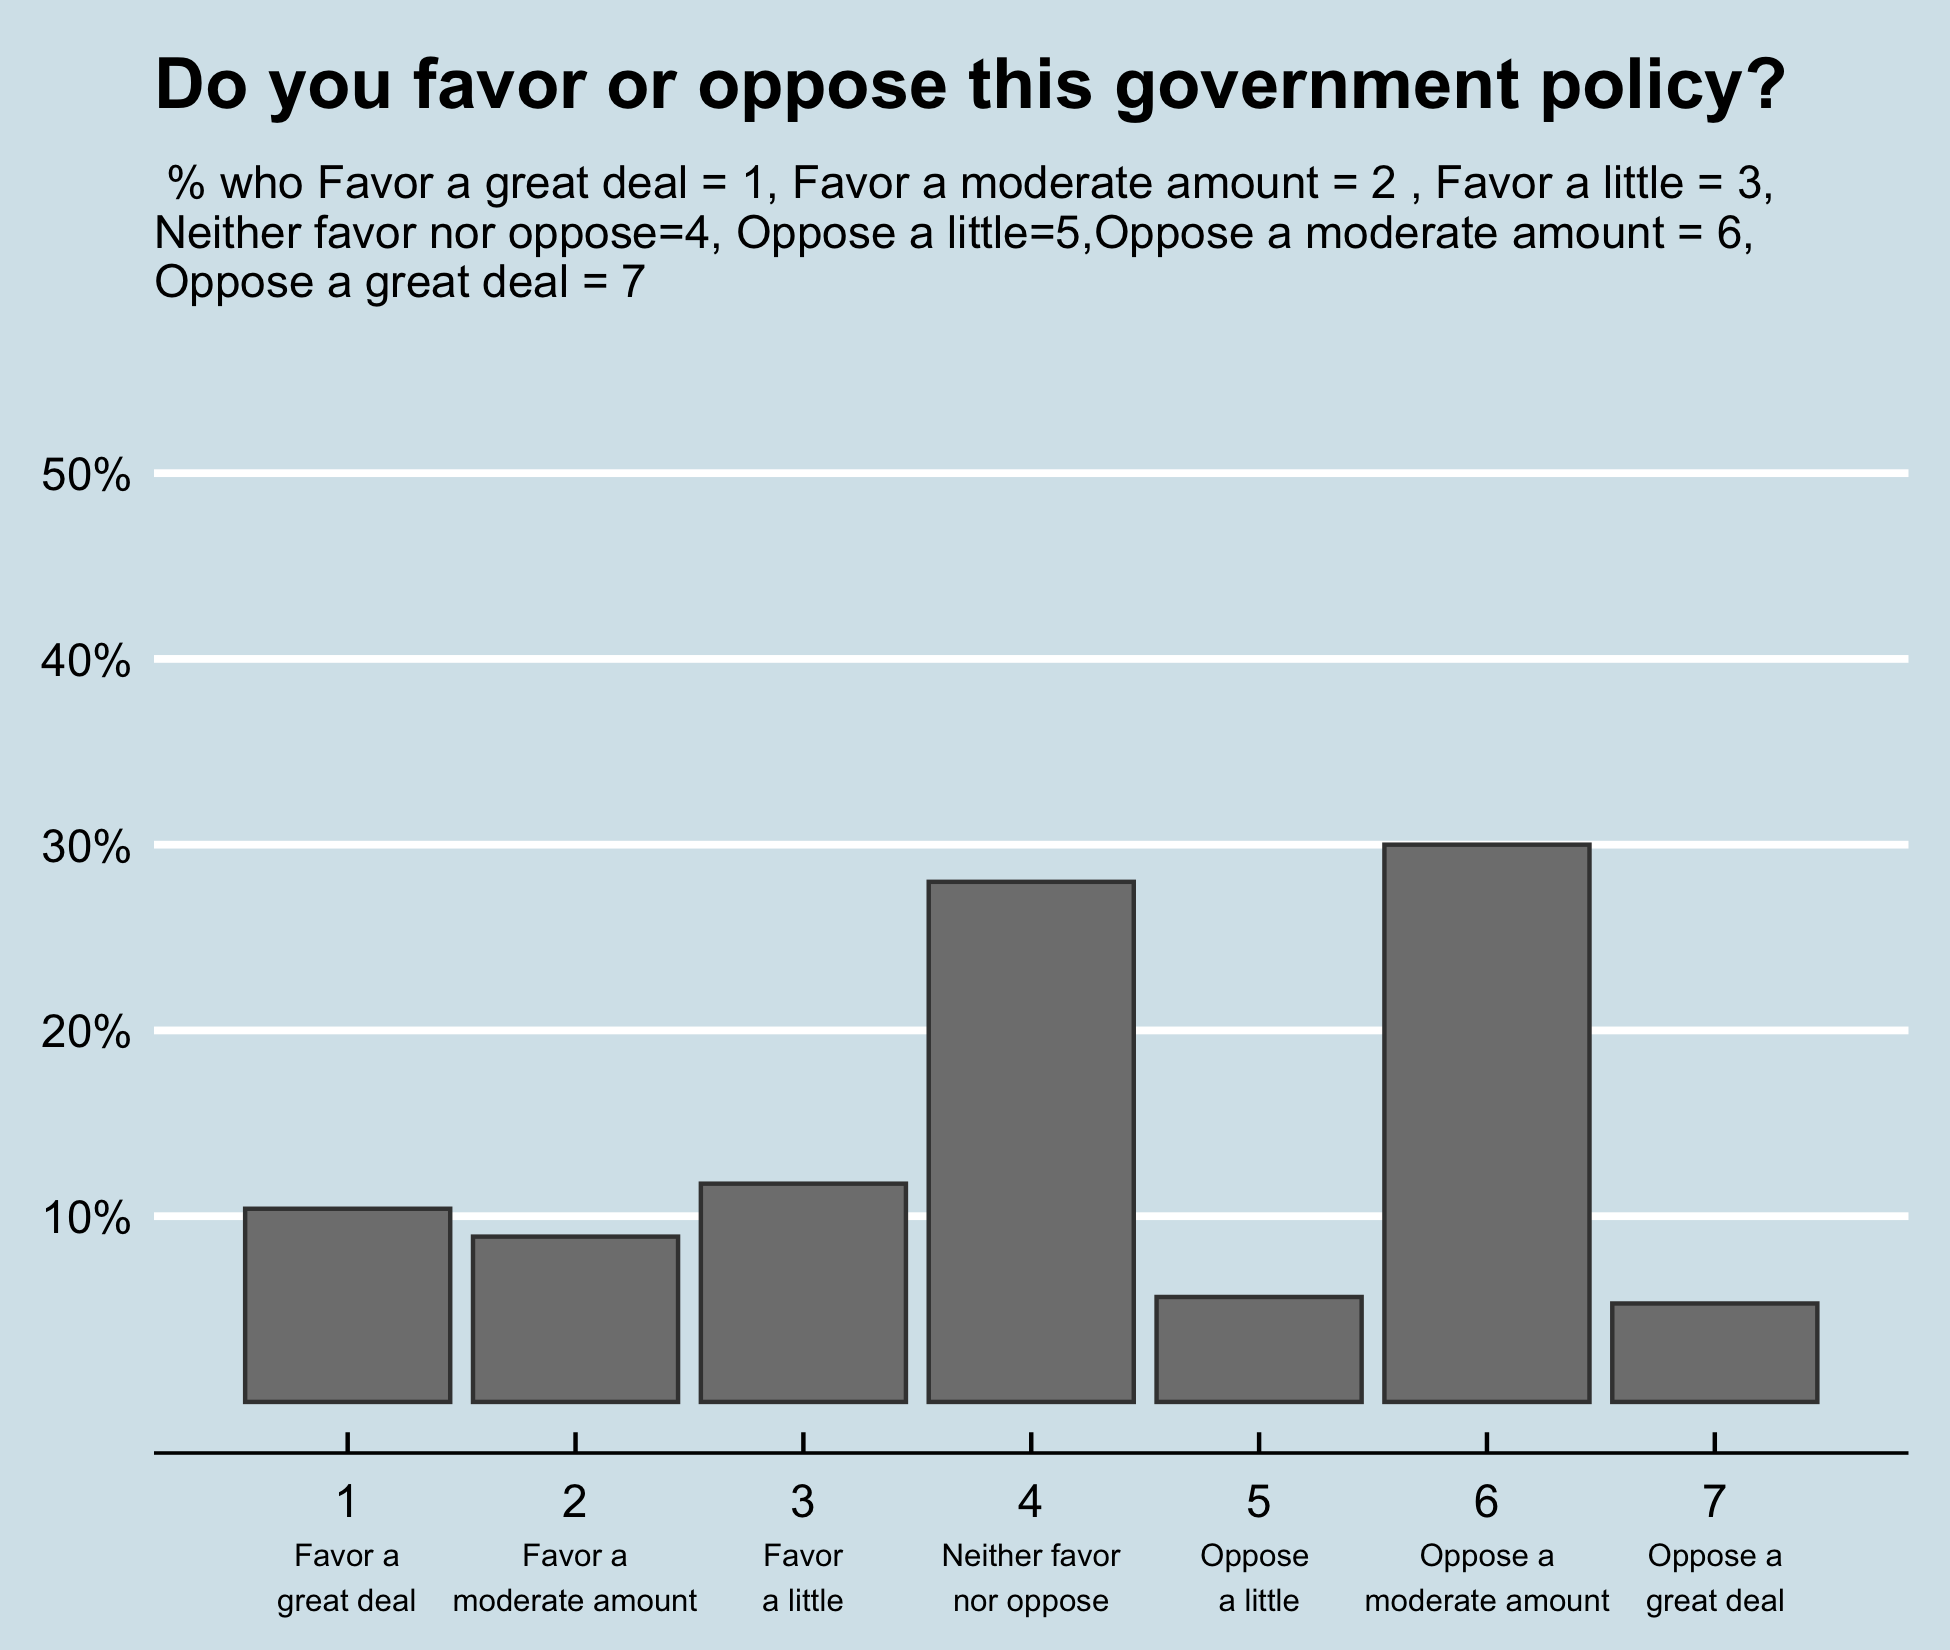 Do you favor or oppose this government policy?
% who Favor a great deal = 1, Favor a moderate amount = 2 , Favor a little = 3,
Neither favor nor oppose=4, Oppose a little=5,Oppose a moderate amount = 6,
Oppose a great deal = 7
50%
40%
30%
20%
10%
1 2 3 4 5 6 7
Favor a Favor a Favor Neither favor Oppose Oppose a Oppose a
great deal moderate amount a little nor oppose a little moderate amount great deal